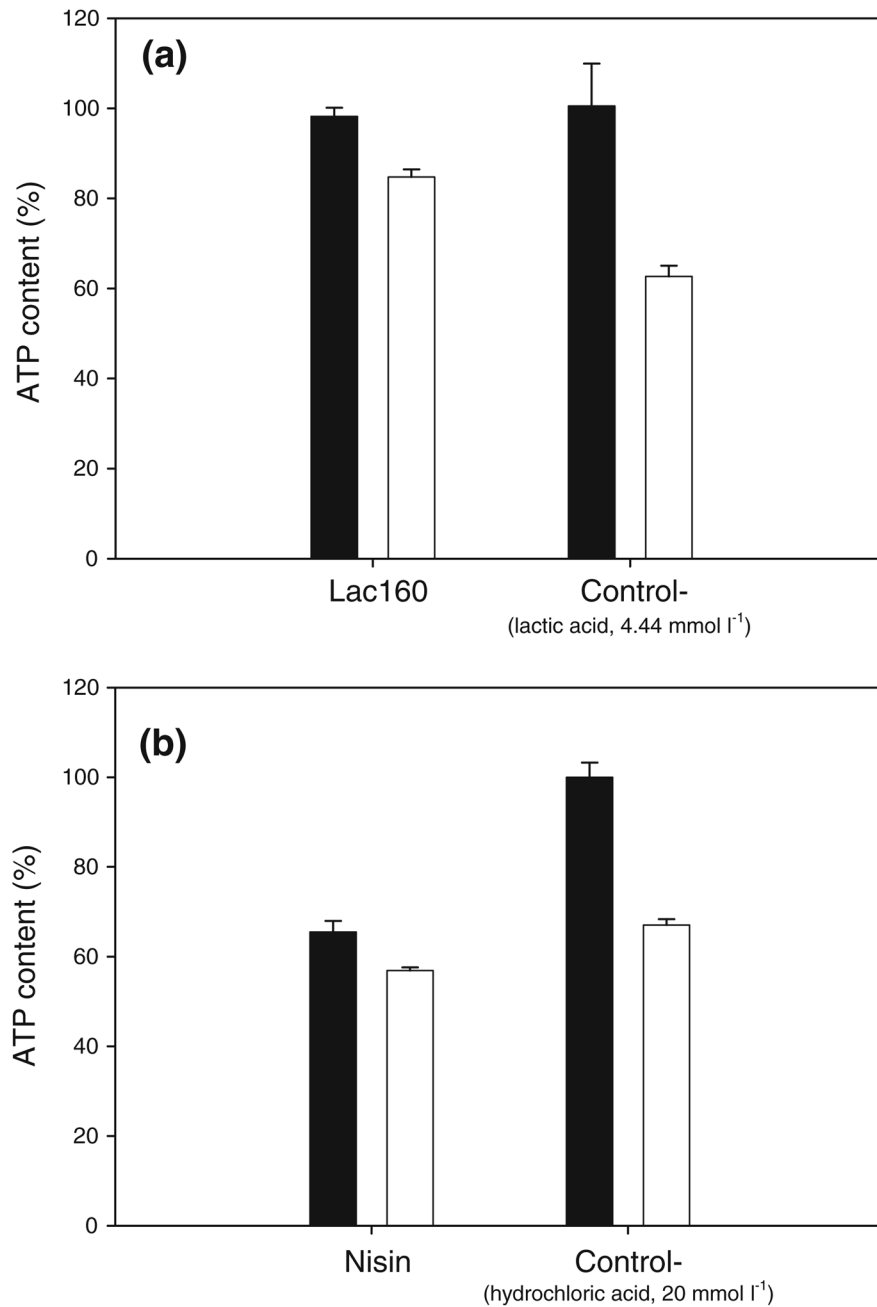 120
(a)
100
80
60
40
20
0
ATP content (%)
Lac160 Control-
(lactic acid, 4.44 mmol l⁻¹)
120
(b)
100
80
60
40
20
0
ATP content (%)
Nisin Control-
(hydrochloric acid, 20 mmol l⁻¹)